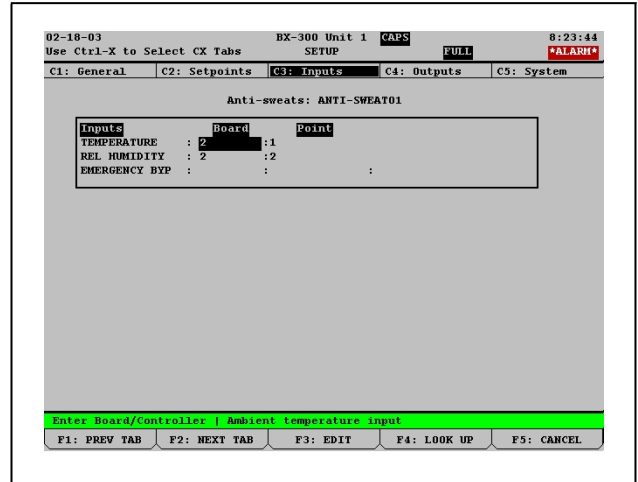 02-18-03 BX-300 Unit 1 CAPS 8:23:44
Use Ctrl-X to Select CX Tabs SETUP FULL *ALARM*
C1: General C2: Setpoints C3: Inputs C4: Outputs C5: System
Anti-sweats: ANTI-SWEAT01
Inputs Board Point
TEMPERATURE : 2 :1
REL HUMIDITY : 2 :2
EMERGENCY BYP : : :
Enter Board/Controller | Ambient temperature input
F1: PREV TAB F2: NEXT TAB F3: EDIT F4: LOOK UP F5: CANCEL